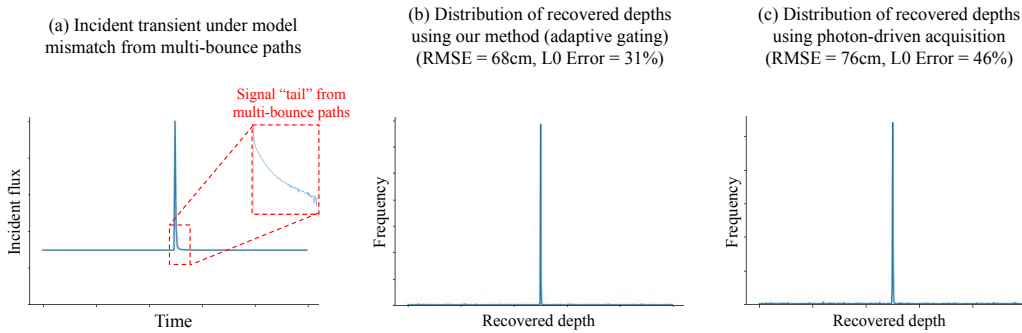 (a) Incident transient under model
mismatch from multi-bounce paths
Signal “tail” from
multi-bounce paths
Incident flux
Time
(b) Distribution of recovered depths
using our method (adaptive gating)
(RMSE = 68cm, L0 Error = 31%)
Frequency
Recovered depth
(c) Distribution of recovered depths
using photon-driven acquisition
(RMSE = 76cm, L0 Error = 46%)
Frequency
Recovered depth